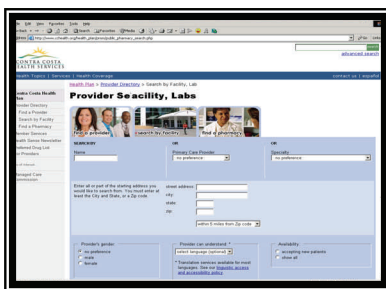 File Edit View Favorites Tools Help
Back
Search Favorites Media
advanced search
CONTRA COSTA
HEALTH SERVICES
Health Topics | Services | Health Coverage
contact us | español
Health Plan > Provider Directory > Search by Facility, Lab
Contra Costa Health
Plan
Provider Directory
Find a Provider
Search by Facility
Find a Pharmacy
Member Services
Health Sense Newsletter
Preferred Drug List
for Providers
Managed Care
Commission
Provider Seacility, Labs
find a provider
search by facility
find a pharmacy
SEARCH BY
OR
OR
Name
Primary Care Provider
Specialty
no preference
no preference
Enter all or part of the starting address you
would like to search from. You must enter at
least the City and State, or a Zip code.
street address:
city:
state:
zip:
within 5 miles from Zip code
Provider's gender:
no preference
male
female
Provider can understand: *
select language (optional)
* Translation services available for most
languages. See our linguistic access
and accessibility policy.
Availability:
accepting new patients
show all